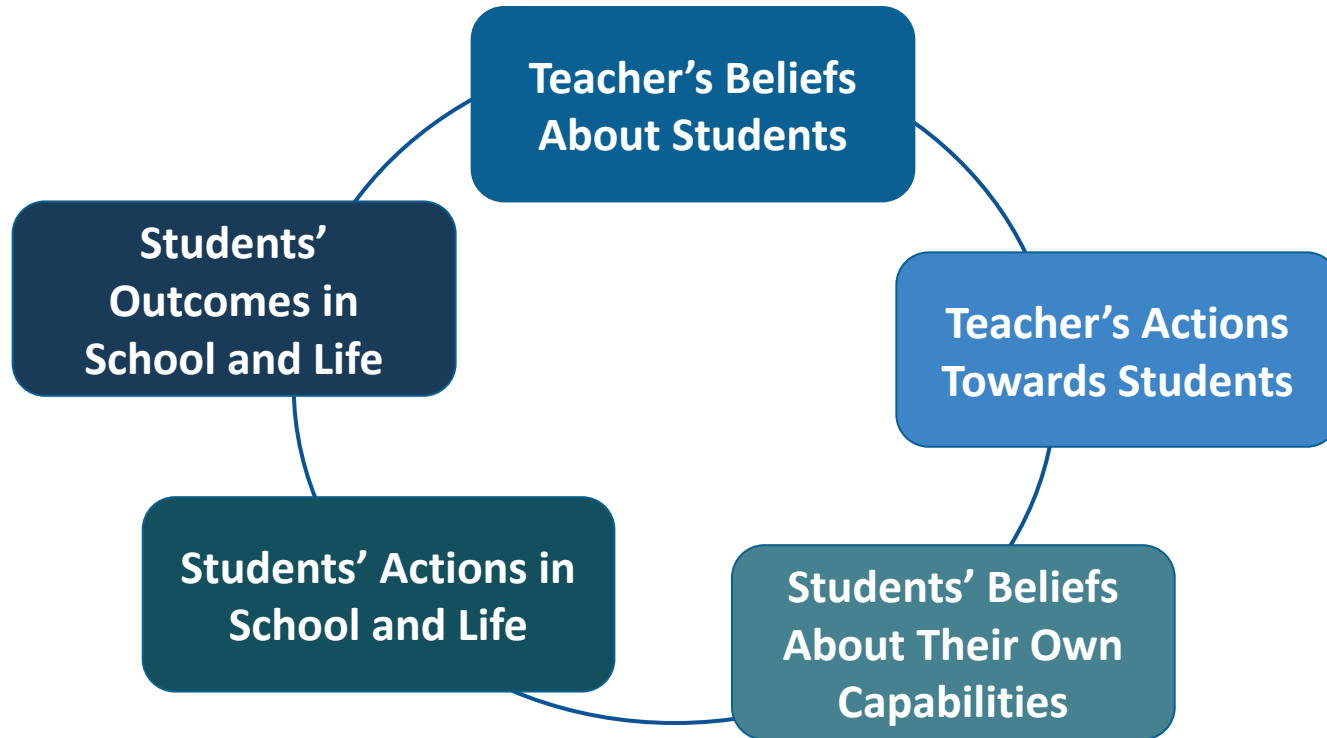 Teacher’s Beliefs
About Students
Teacher’s Actions
Towards Students
Students’ Beliefs
About Their Own
Capabilities
Students’ Actions in
School and Life
Students’
Outcomes in
School and Life